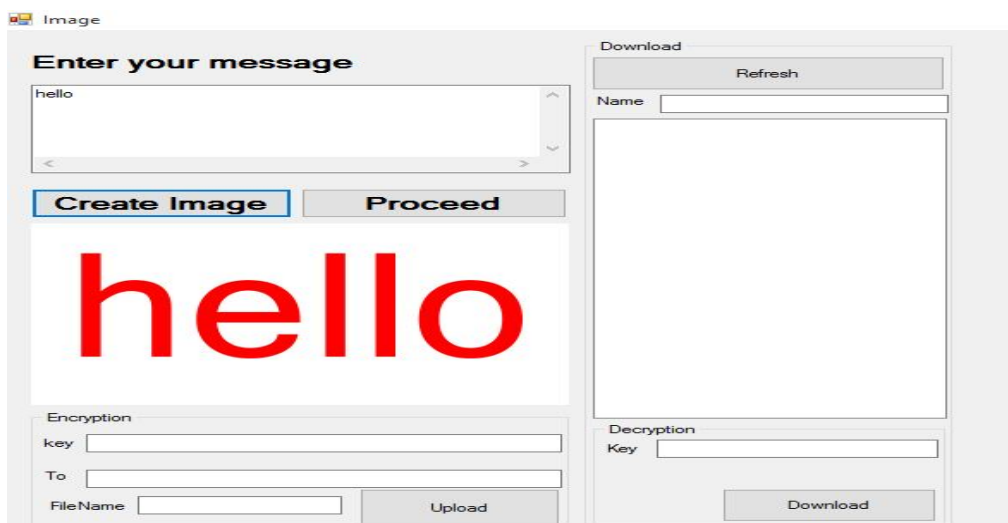 Image
Enter your message
hello
Create Image Proceed
hello
Encryption
key
To
FileName Upload
Download
Refresh
Name
Decryption
Key
Download